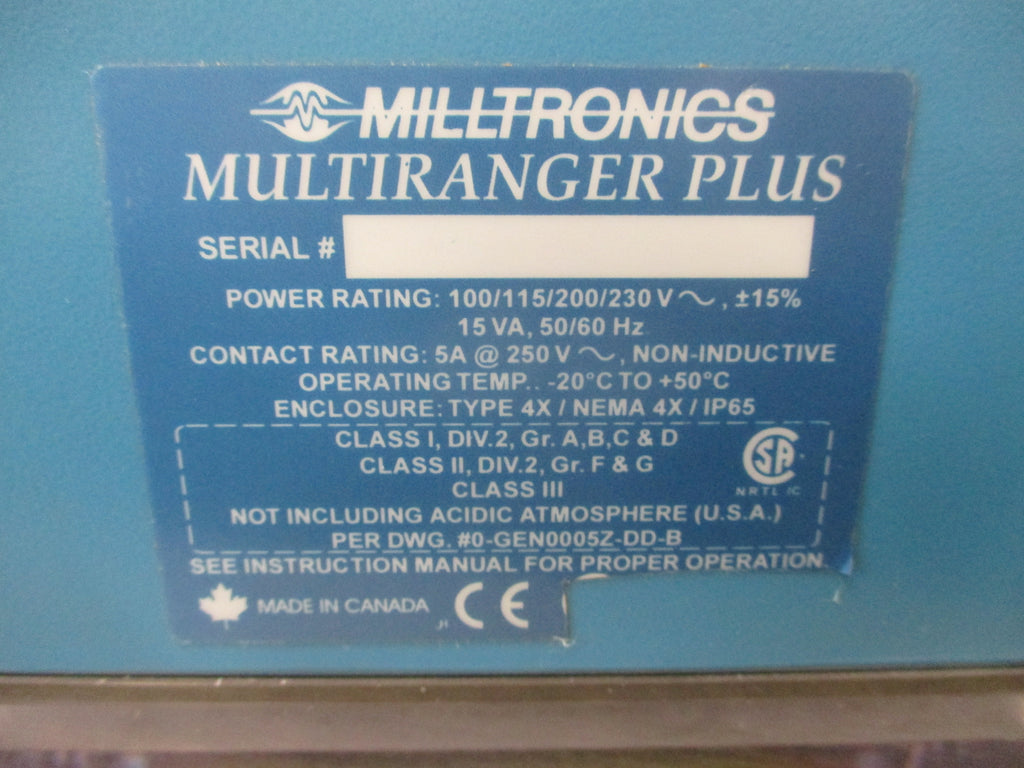 MILLTRONICS
MULTIRANGER PLUS
SERIAL #
POWER RATING: 100/115/200/230 V ~, ±15%
15 VA, 50/60 Hz
CONTACT RATING: 5A @ 250 V ~, NON-INDUCTIVE
OPERATING TEMP.. -20°C TO +50°C
ENCLOSURE: TYPE 4X / NEMA 4X / IP65
CLASS I, DIV.2, Gr. A,B,C & D
CLASS II, DIV.2, Gr. F & G
CLASS III
SA
NRTL /C
NOT INCLUDING ACIDIC ATMOSPHERE (U.S.A.)
PER DWG. #0-GEN0005Z-DD-B
SEE INSTRUCTION MANUAL FOR PROPER OPERATION.
MADE IN CANADA
CE